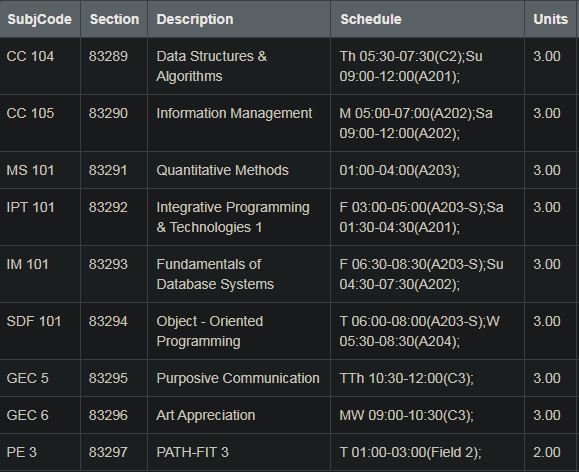 SubjCode Section Description Schedule Units
CC 104 83289 Data Structures & Th 05:30-07:30(C2);Su 3.00
Algorithms 09:00-12:00(A201);
CC 105 83290 Information Management M 05:00-07:00(A202);Sa 3.00
09:00-12:00(A202);
MS 101 83291 Quantitative Methods 01:00-04:00(A203); 3.00
IPT 101 83292 Integrative Programming F 03:00-05:00(A203-S);Sa 3.00
& Technologies 1 01:30-04:30(A201);
IM 101 83293 Fundamentals of F 06:30-08:30(A203-S);Su 3.00
Database Systems 04:30-07:30(A202);
SDF 101 83294 Object - Oriented T 06:00-08:00(A203-S);W 3.00
Programming 05:30-08:30(A204);
GEC 5 83295 Purposive Communication TTh 10:30-12:00(C3); 3.00
GEC 6 83296 Art Appreciation MW 09:00-10:30(C3); 3.00
PE 3 83297 PATH-FIT 3 T 01:00-03:00(Field 2); 2.00